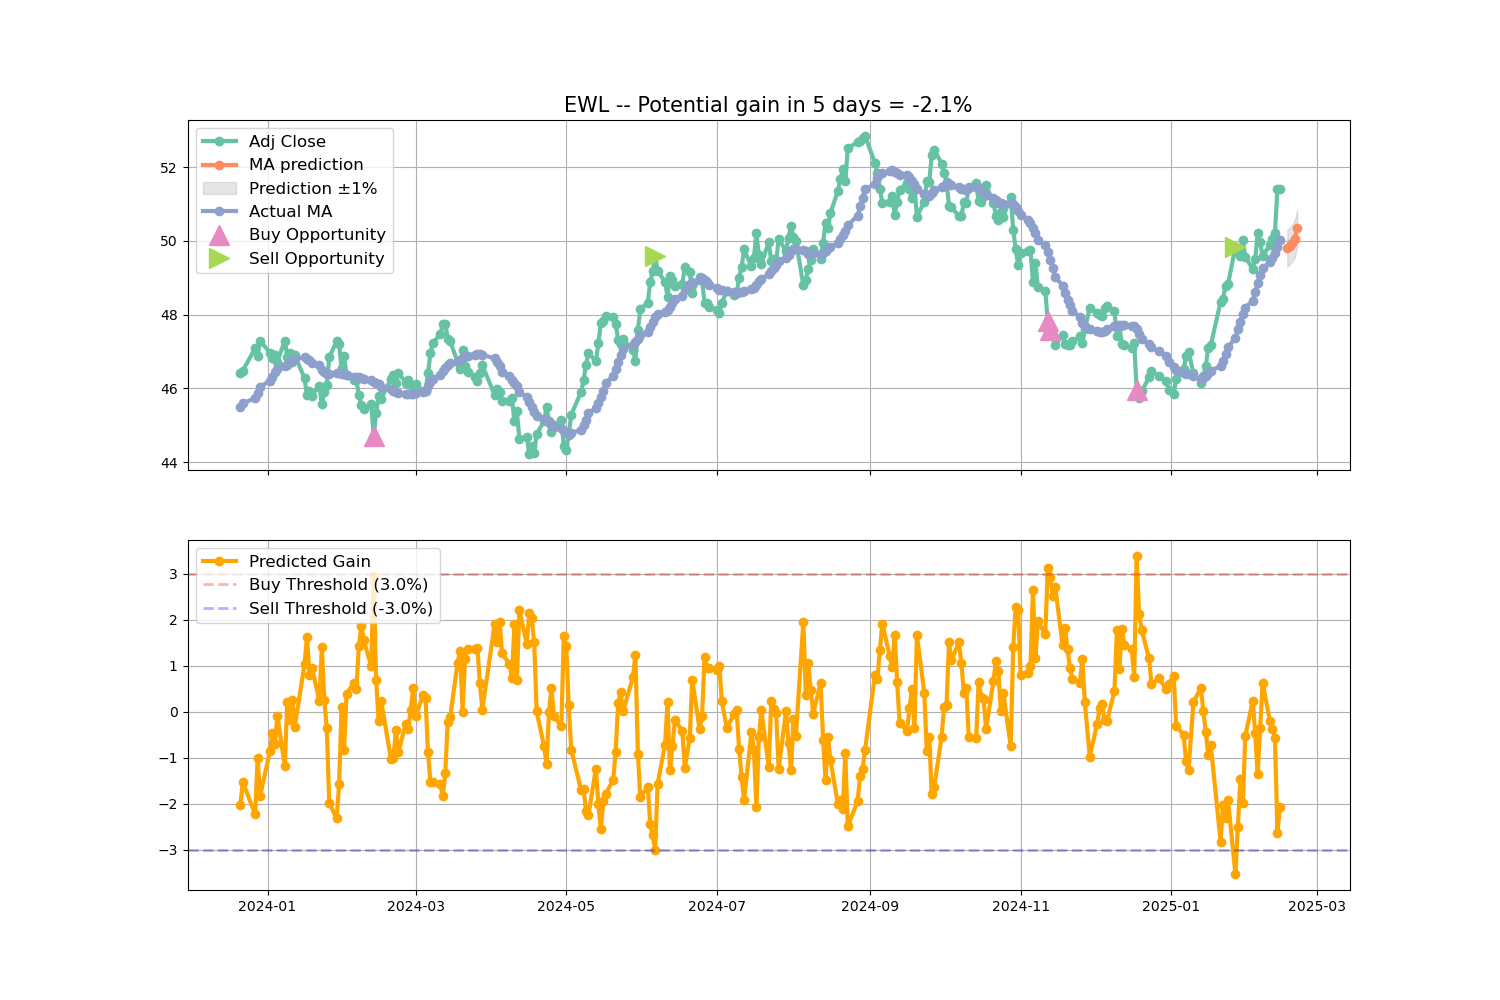 EWL -- Potential gain in 5 days = -2.1%
Adj Close
MA prediction
Prediction ±1%
Actual MA
Buy Opportunity
Sell Opportunity
52
50
48
46
44
Predicted Gain
Buy Threshold (3.0%)
Sell Threshold (-3.0%)
3
2
1
0
−1
−2
−3
2024-01 2024-03 2024-05 2024-07 2024-09 2024-11 2025-01 2025-03